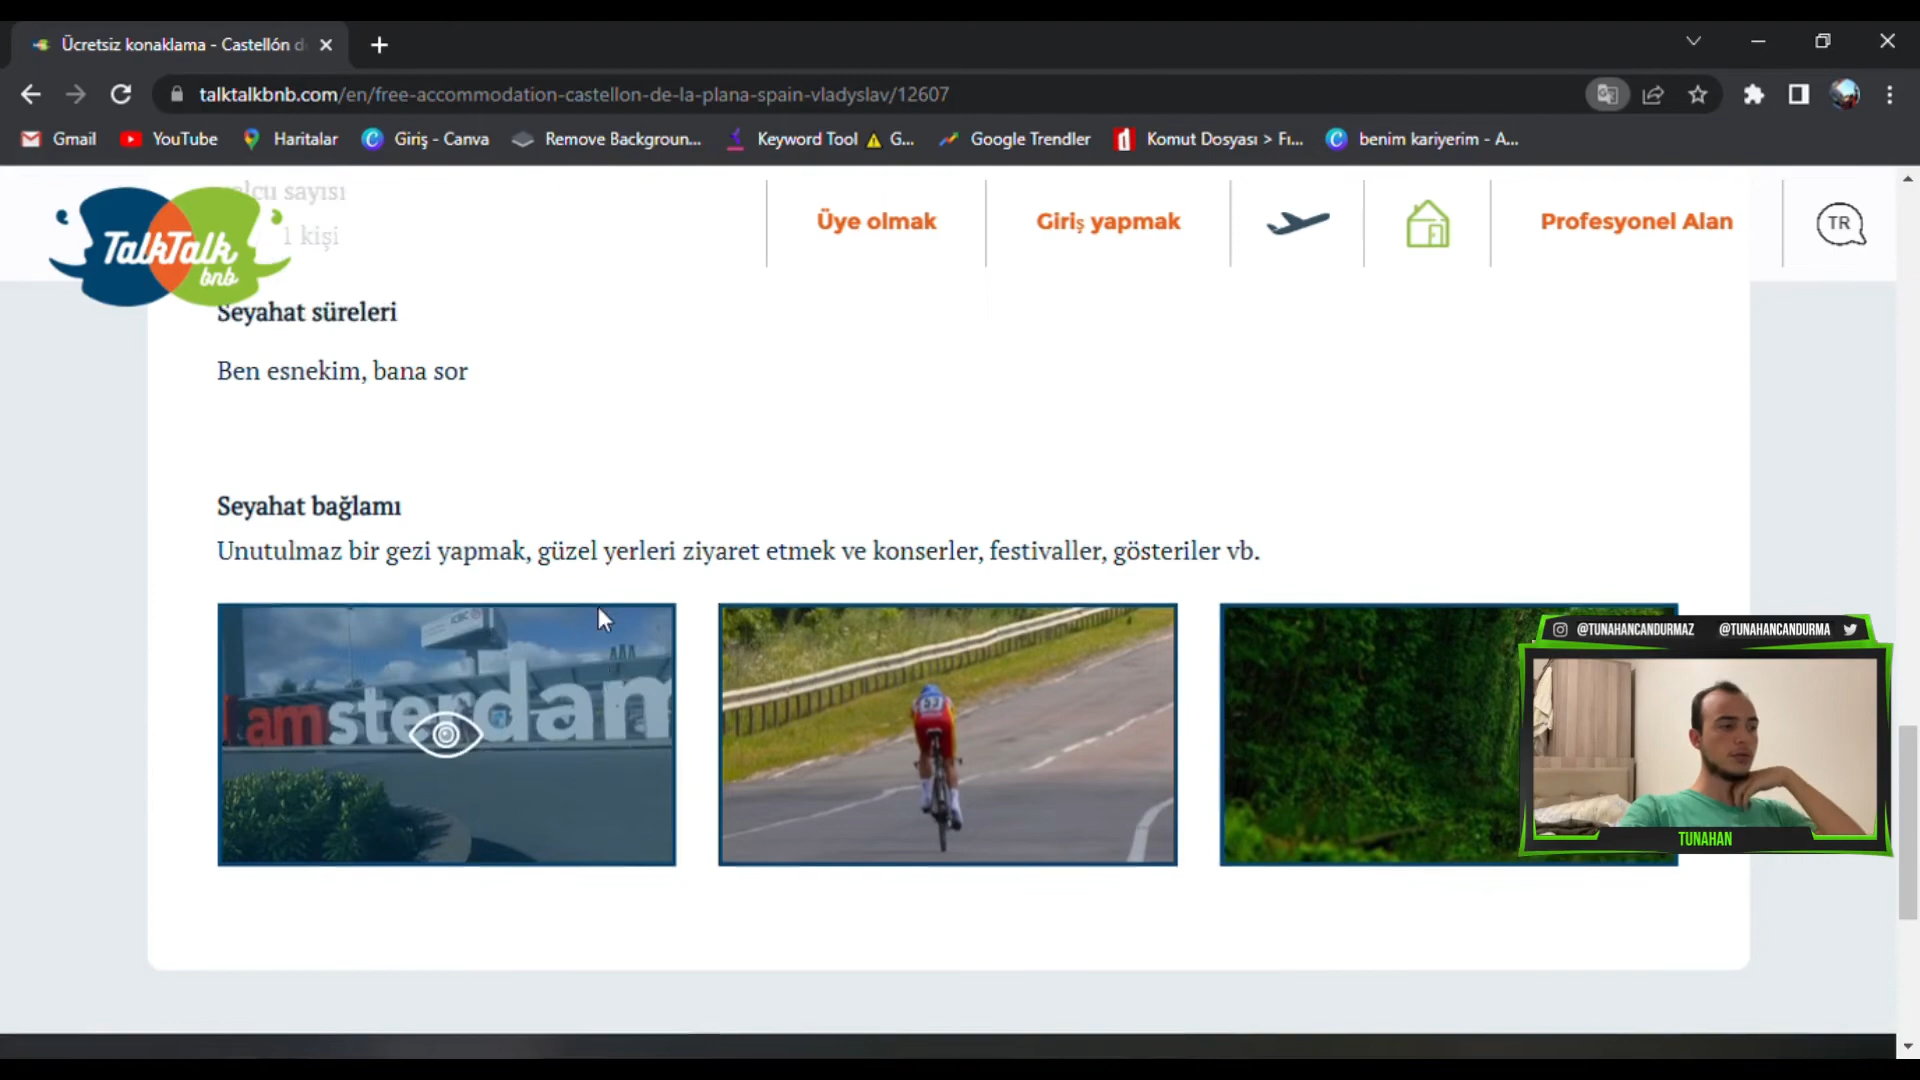 Ücretsiz konaklama - Castellón d
talktalkbnb.com/en/free-accommodation-castellon-de-la-plana-spain-vladyslav/12607
Gmail
YouTube
Haritalar
Giriş - Canva
Remove Backgroun...
Keyword Tool ⚠ G...
Google Trendler
Komut Dosyası > Fı...
benim kariyerim - A...
TalkTalk
bnb
sayısı
1 kişi
Üye olmak
Giriş yapmak
Profesyonel Alan
TR
Seyahat süreleri
Ben esnekim, bana sor
Seyahat bağlamı
Unutulmaz bir gezi yapmak, güzel yerleri ziyaret etmek ve konserler, festivaller, gösteriler vb.
I amsterdam
@TUNAHANCANDURMAZ
@TUNAHANCANDURMA
TUNAHAN